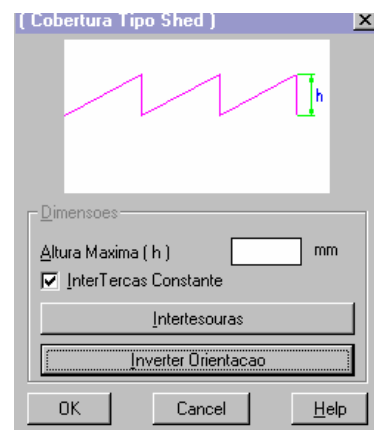 ( Cobertura Tipo Shed )
h
Dimensoes
Altura Maxima ( h ) mm
InterTercas Constante
Intertesouras
Inverter Orientacao
OK Cancel Help